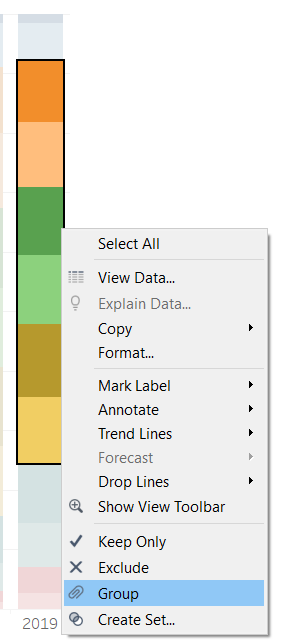 Select All
View Data...
Explain Data...
Copy
Format...
Mark Label
Annotate
Trend Lines
Forecast
Drop Lines
Show View Toolbar
Keep Only
Exclude
Group
Create Set...
2019